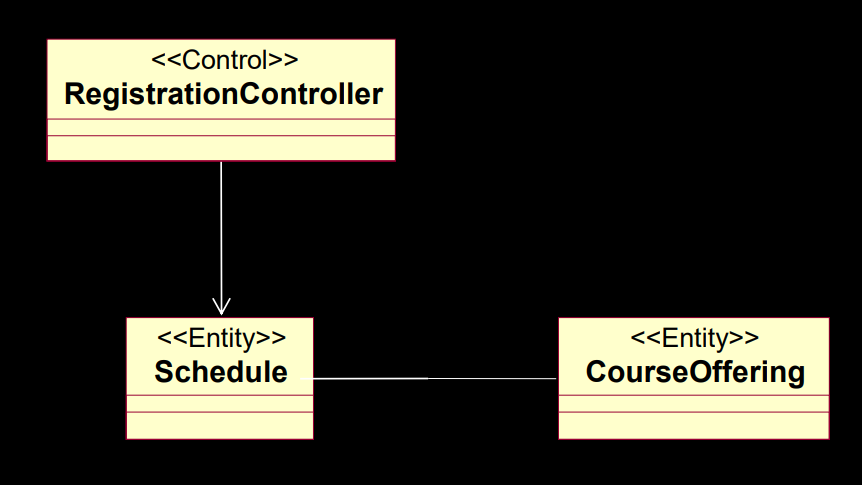 <<Control>>
RegistrationController
<<Entity>>
Schedule
<<Entity>>
CourseOffering